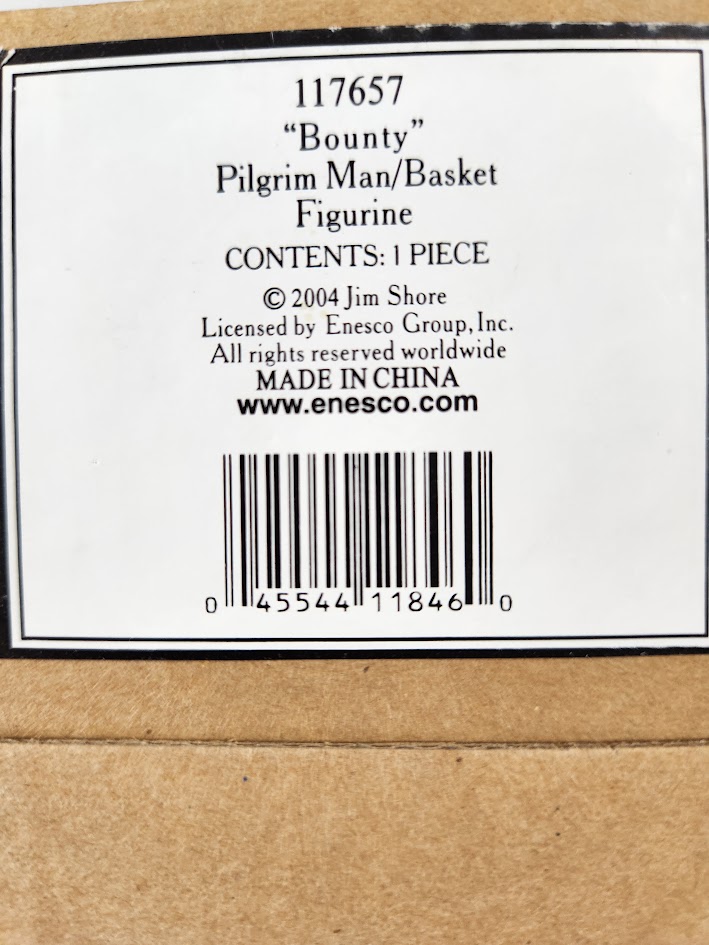 117657
“Bounty”
Pilgrim Man/Basket
Figurine
CONTENTS: 1 PIECE
© 2004 Jim Shore
Licensed by Enesco Group, Inc.
All rights reserved worldwide
MADE IN CHINA
www.enesco.com
0 45544 11846 0